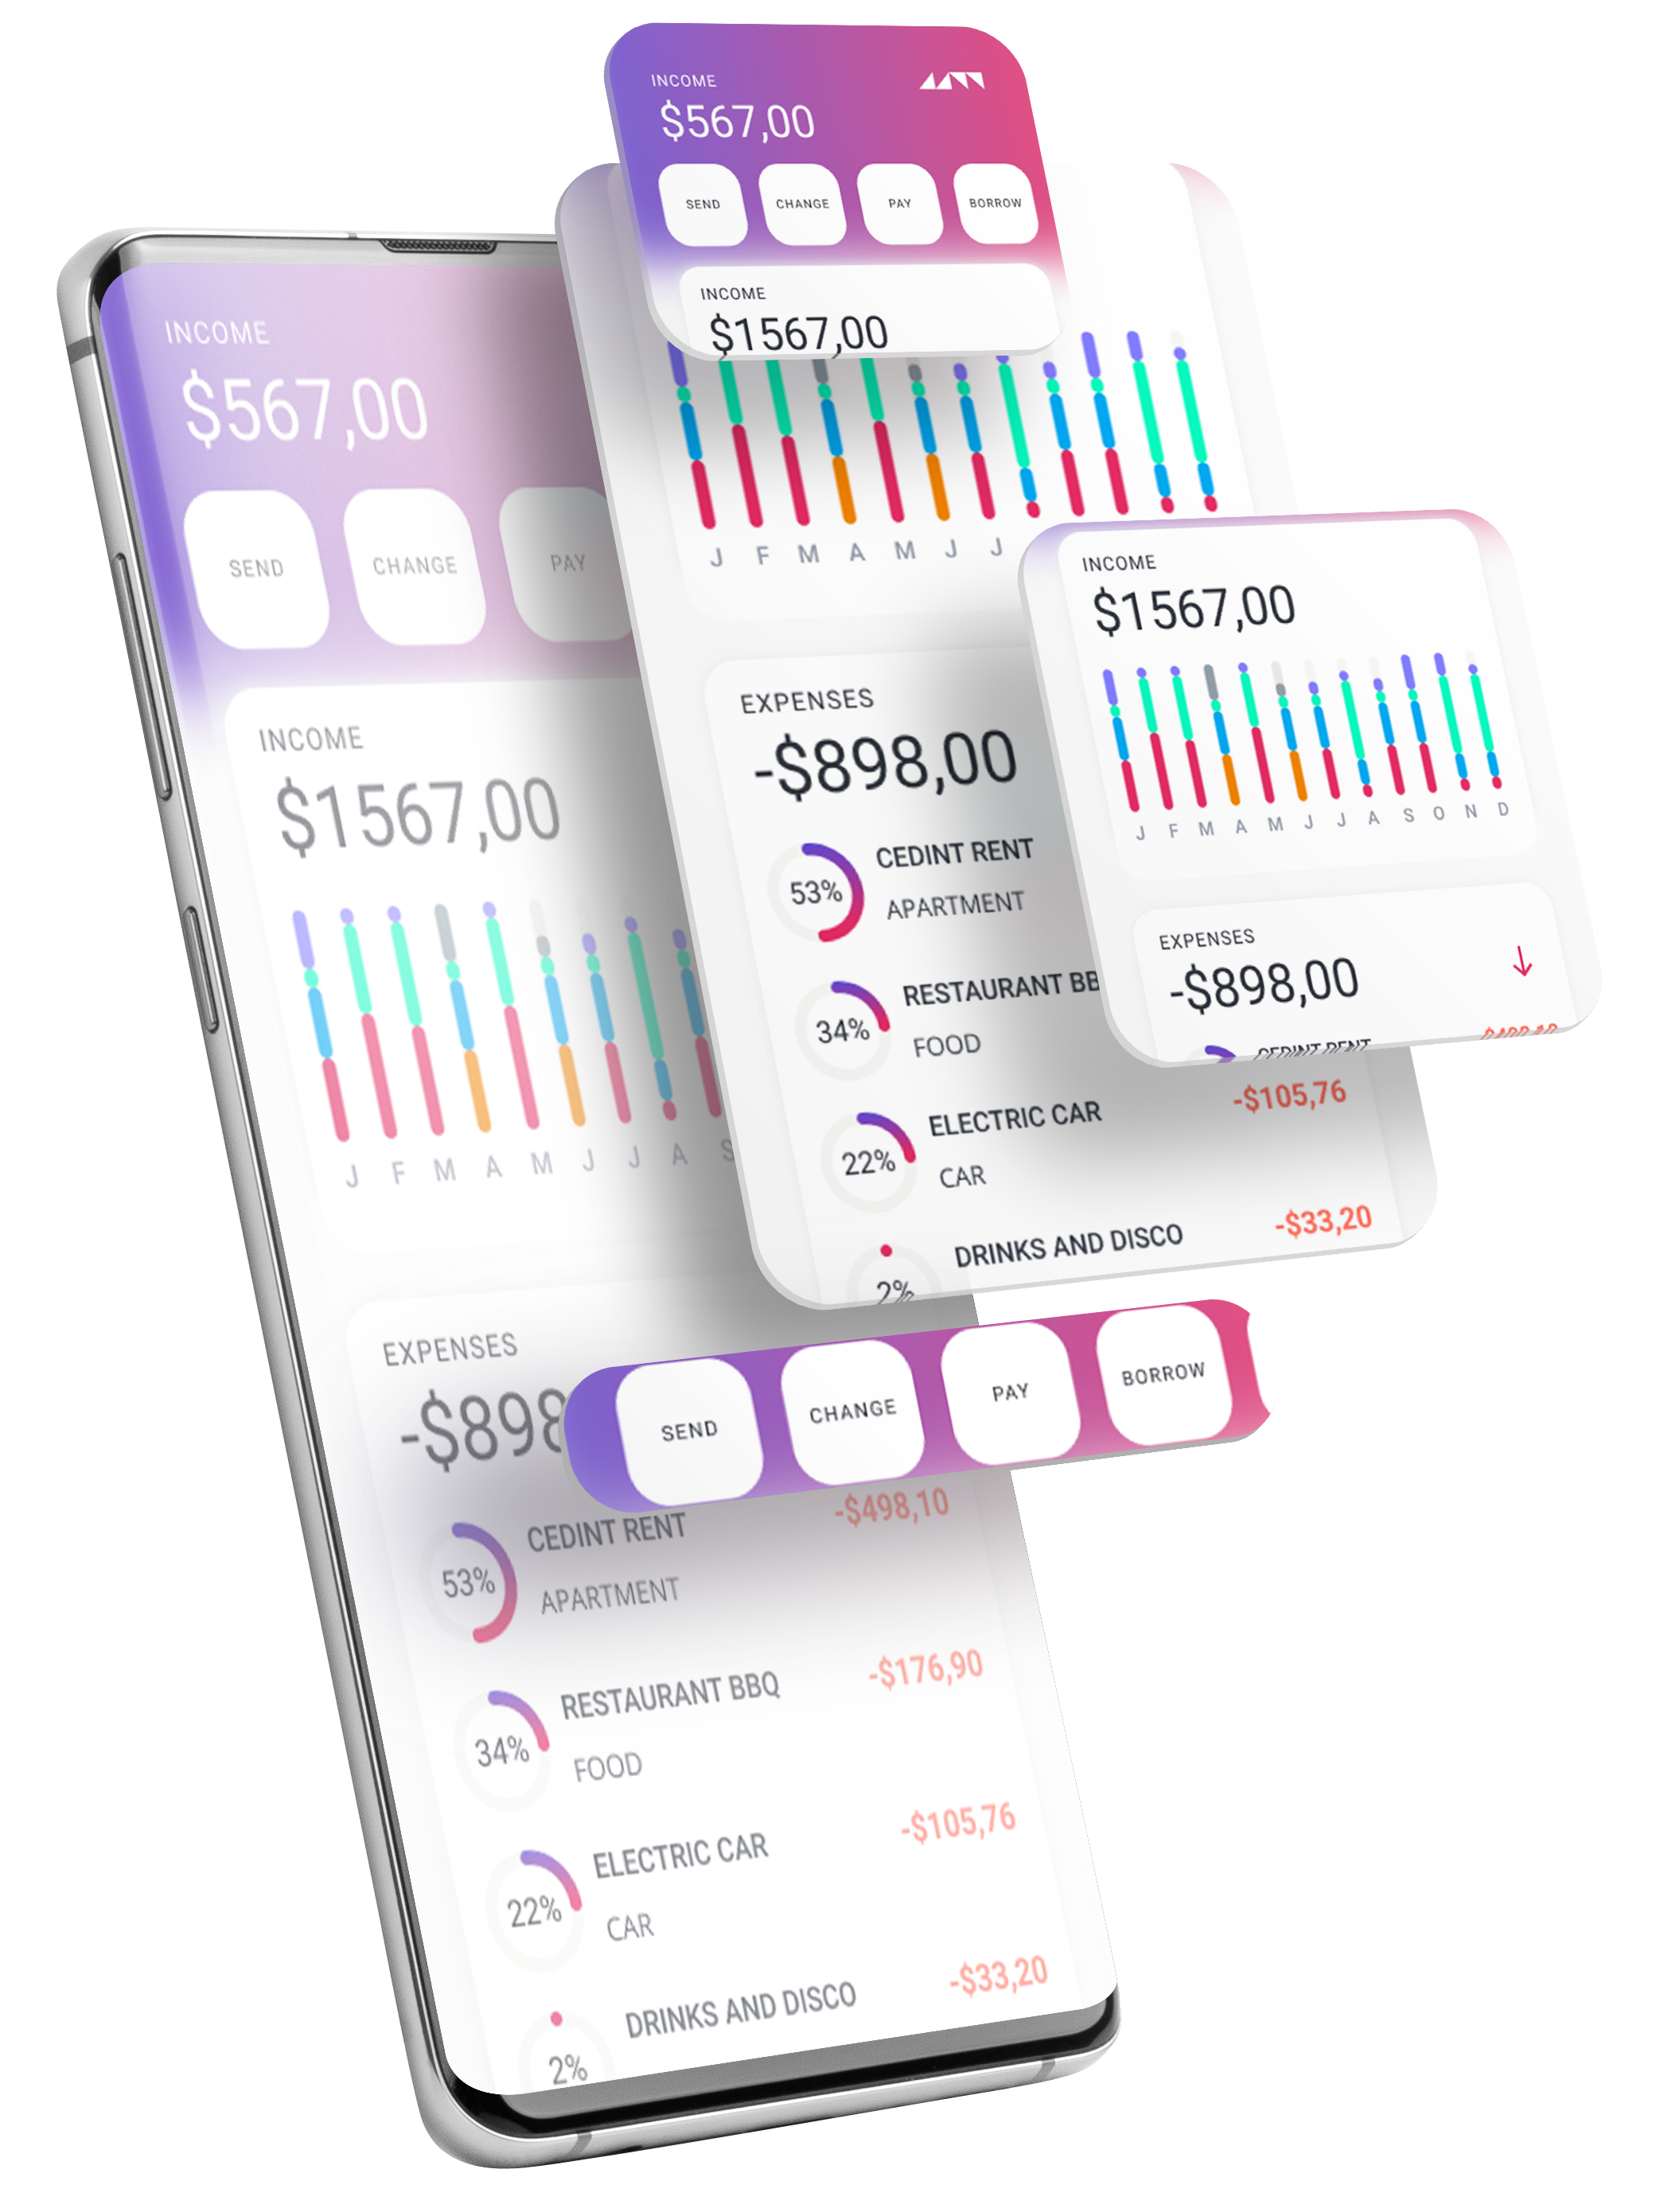 INCOME
$567,00
SEND CHANGE PAY BORROW
INCOME
$1567,00
INCOME
$567,00
SEND CHANGE PAY
INCOME
$1567,00
J F M A M J J A S
EXPENSES
-$898
CEDINT RENT -$498,10
53%
APARTMENT
RESTAURANT BBQ -$176,90
34%
FOOD
ELECTRIC CAR -$105,76
22%
CAR
DRINKS AND DISCO -$33,20
2%
J F M A M J J
EXPENSES
-$898,00
CEDINT RENT
53%
APARTMENT
RESTAURANT BB
34%
FOOD
ELECTRIC CAR -$105,76
22%
CAR
DRINKS AND DISCO -$33,20
2%
INCOME
$1567,00
J F M A M J J A S O N D
EXPENSES
-$898,00
CEDINT RENT
SEND CHANGE PAY BORROW